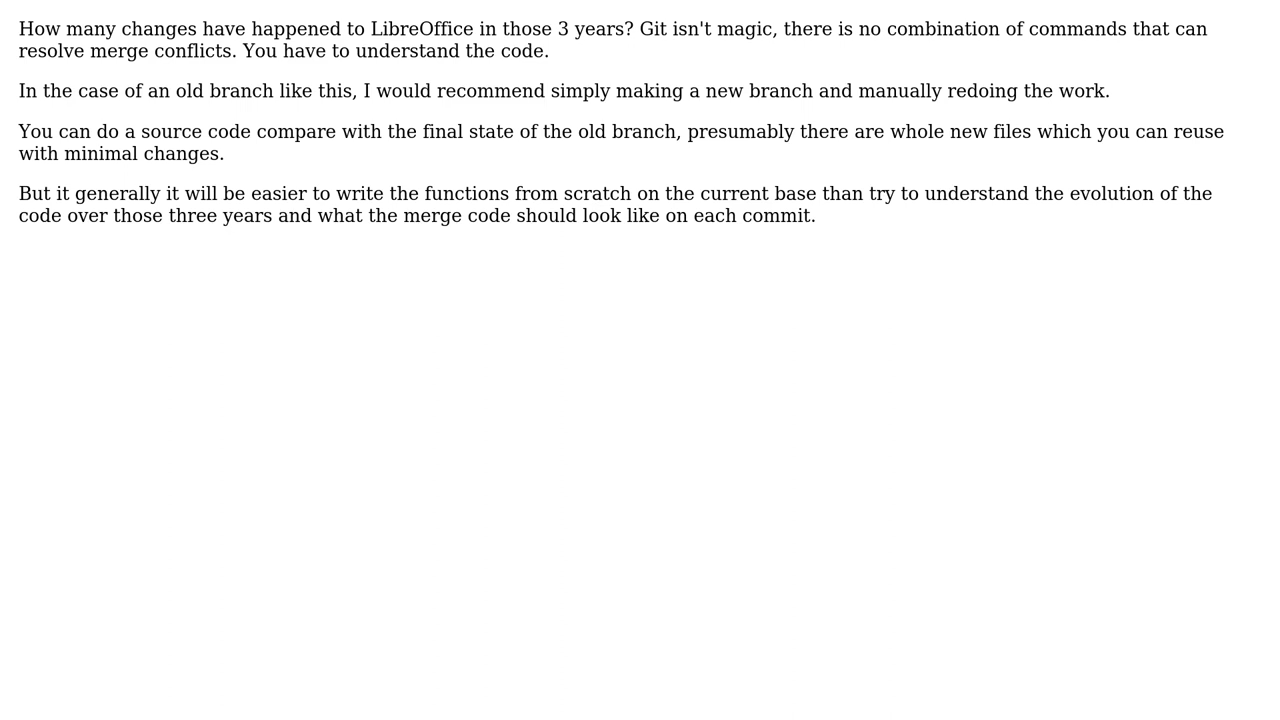 How many changes have happened to LibreOffice in those 3 years? Git isn't magic, there is no combination of commands that can
resolve merge conflicts. You have to understand the code.
In the case of an old branch like this, I would recommend simply making a new branch and manually redoing the work.
You can do a source code compare with the final state of the old branch, presumably there are whole new files which you can reuse
with minimal changes.
But it generally it will be easier to write the functions from scratch on the current base than try to understand the evolution of the
code over those three years and what the merge code should look like on each commit.